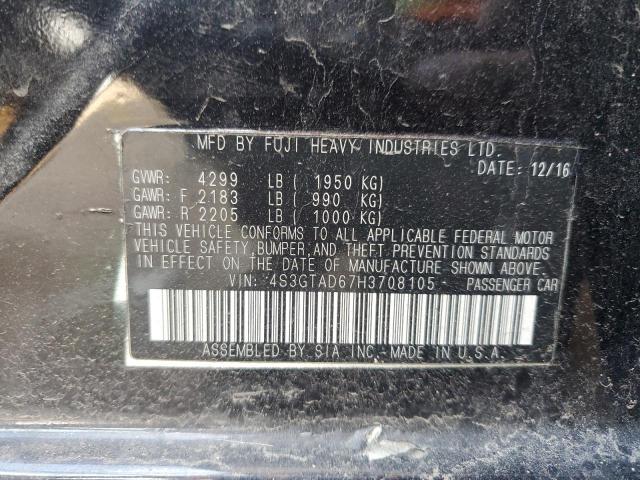 MFD BY FUJI HEAVY INDUSTRIES LTD.
DATE: 12/16
GVWR: 4299 LB ( 1950 KG)
GAWR: F 2183 LB ( 990 KG)
GAWR: R 2205 LB ( 1000 KG)
THIS VEHICLE CONFORMS TO ALL APPLICABLE FEDERAL MOTOR
VEHICLE SAFETY, BUMPER, AND THEFT PREVENTION STANDARDS
IN EFFECT ON THE DATE OF MANUFACTURE SHOWN ABOVE.
VIN: 4S3GTAD67H3708105 - PASSENGER CAR
ASSEMBLED BY SIA INC.-MADE IN U.S.A.